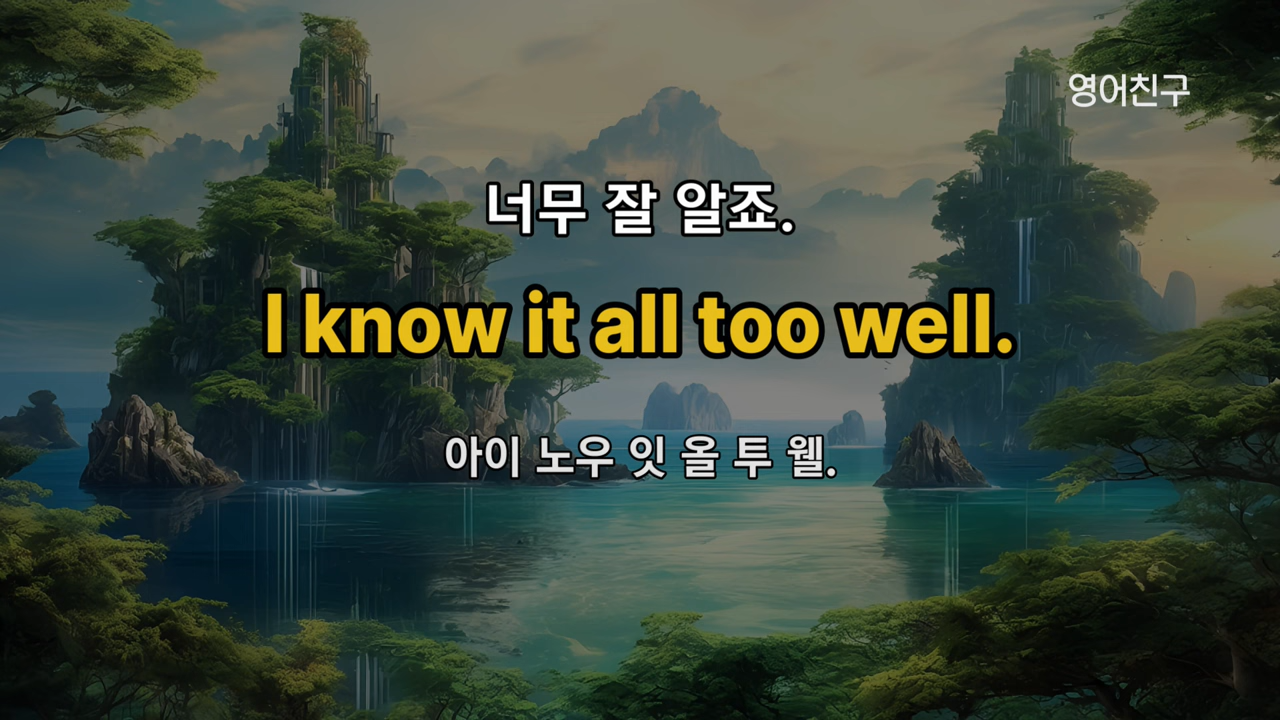 영어친구
너무 잘 알죠.
I know it all too well.
아이 노우 잇 올 투 웰.